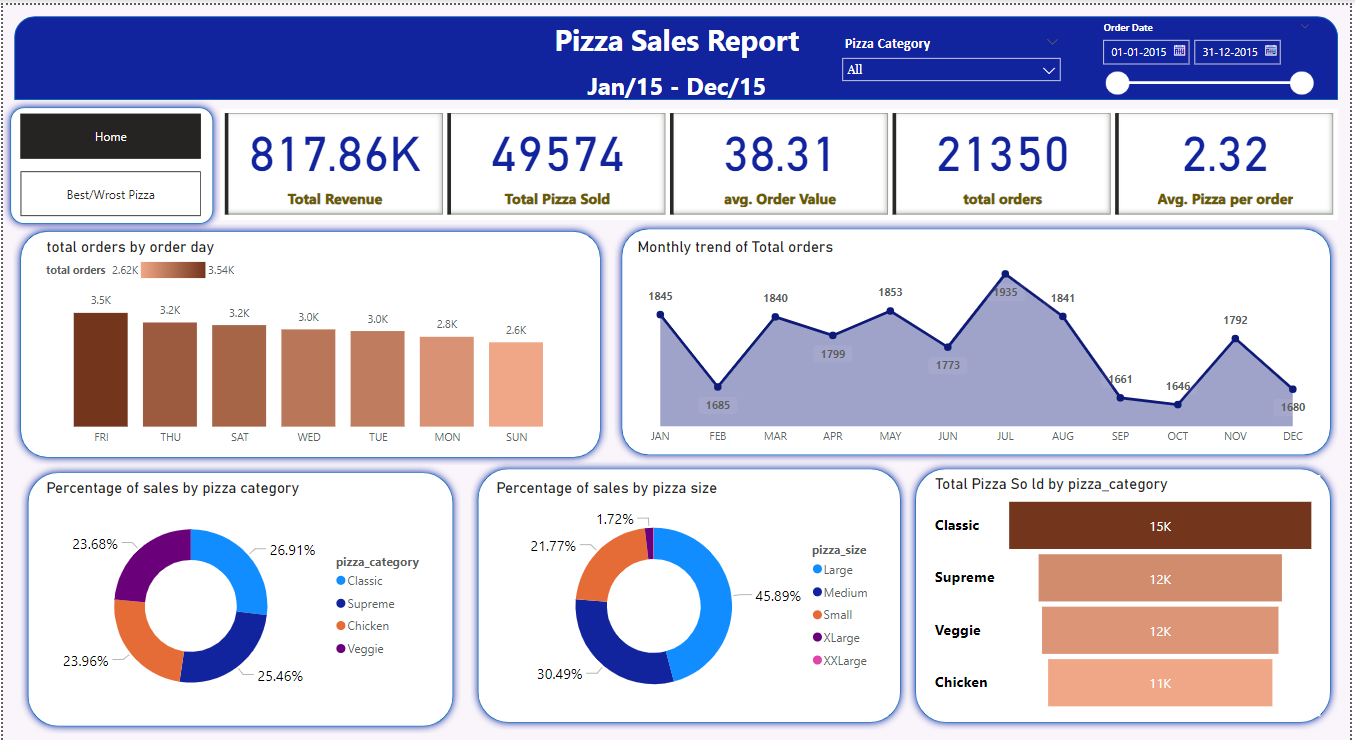 Pizza Sales Report
Jan/15 - Dec/15
Pizza Category
All
Order Date
01-01-2015
31-12-2015
Home
Best/Wrost Pizza
817.86K
Total Revenue
49574
Total Pizza Sold
38.31
avg. Order Value
21350
total orders
2.32
Avg. Pizza per order
total orders by order day
total orders 2.62K 3.54K
3.5K 3.2K 3.2K 3.0K 3.0K 2.8K 2.6K
FRI THU SAT WED TUE MON SUN
Monthly trend of Total orders
1845 1685 1840 1799 1853 1773 1935 1841 1661 1646 1792 1680
JAN FEB MAR APR MAY JUN JUL AUG SEP OCT NOV DEC
Percentage of sales by pizza category
23.68%
26.91%
23.96%
25.46%
pizza_category
Classic
Supreme
Chicken
Veggie
Percentage of sales by pizza size
1.72%
21.77%
45.89%
30.49%
pizza_size
Large
Medium
Small
XLarge
XXLarge
Total Pizza So ld by pizza_category
Classic 15K
Supreme 12K
Veggie 12K
Chicken 11K